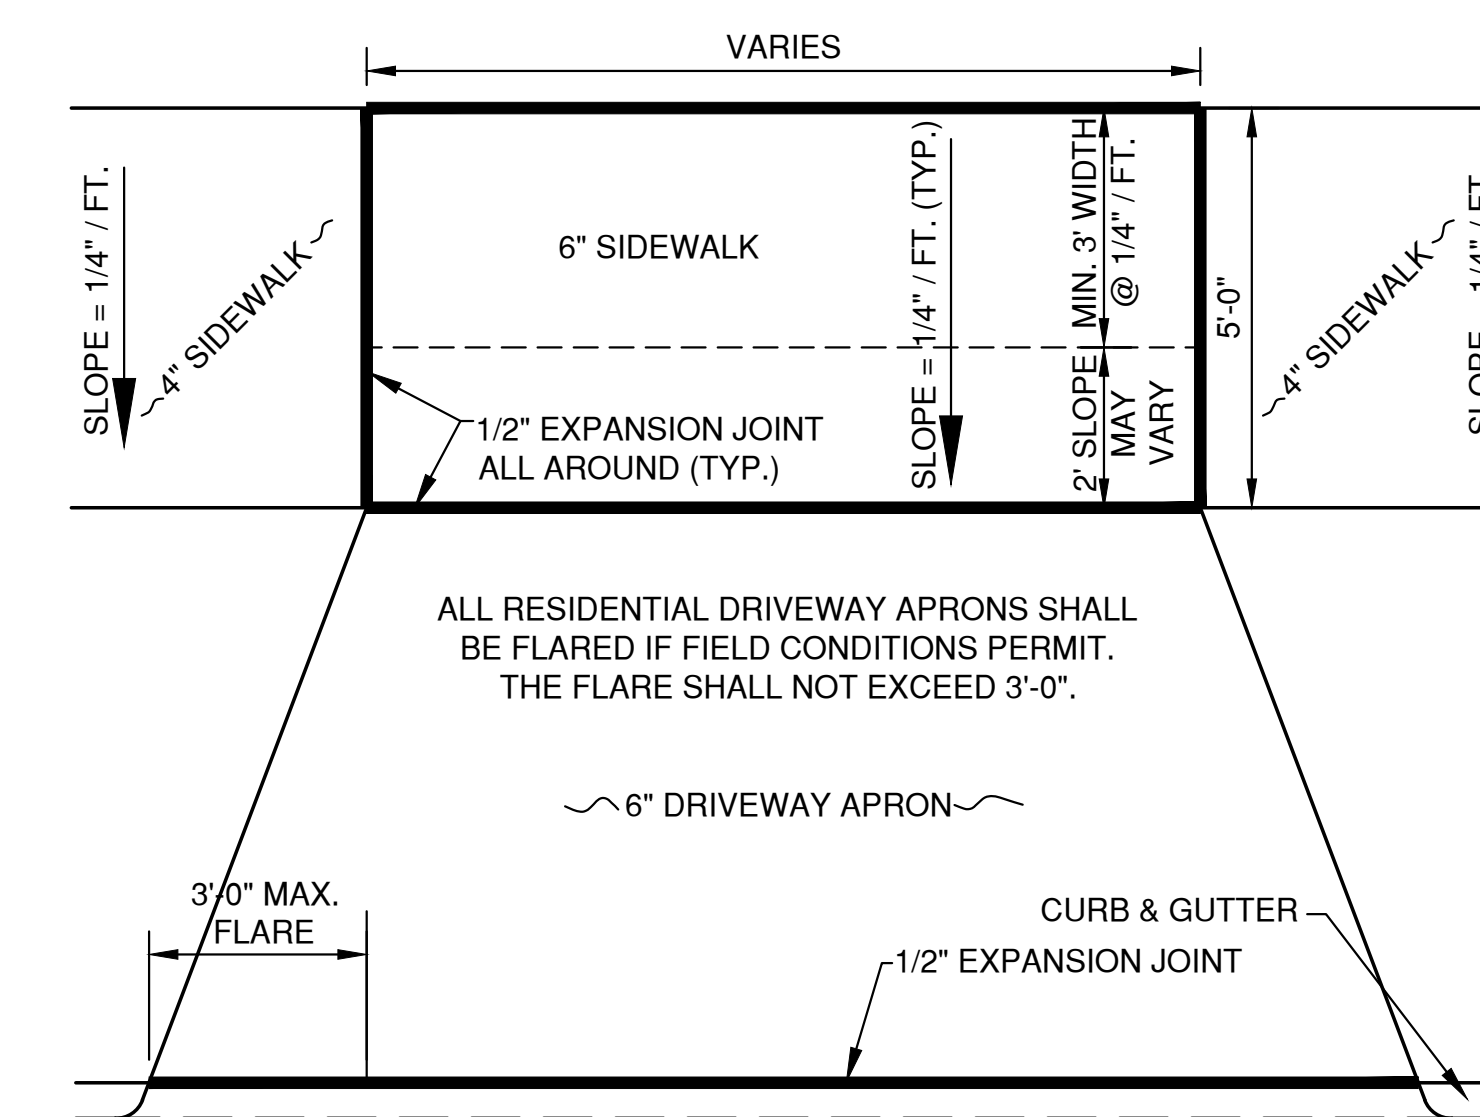 VARIES
SLOPE = 1/4" / FT.
4" SIDEWALK
6" SIDEWALK
SLOPE = 1/4" / FT. (TYP.)
MIN. 3' WIDTH
@ 1/4" / FT.
2' SLOPE
MAY
VARY
5'-0"
4" SIDEWALK
1/2" EXPANSION JOINT
ALL AROUND (TYP.)
ALL RESIDENTIAL DRIVEWAY APRONS SHALL
BE FLARED IF FIELD CONDITIONS PERMIT.
THE FLARE SHALL NOT EXCEED 3'-0".
6" DRIVEWAY APRON
3'-0" MAX.
FLARE
CURB & GUTTER
1/2" EXPANSION JOINT